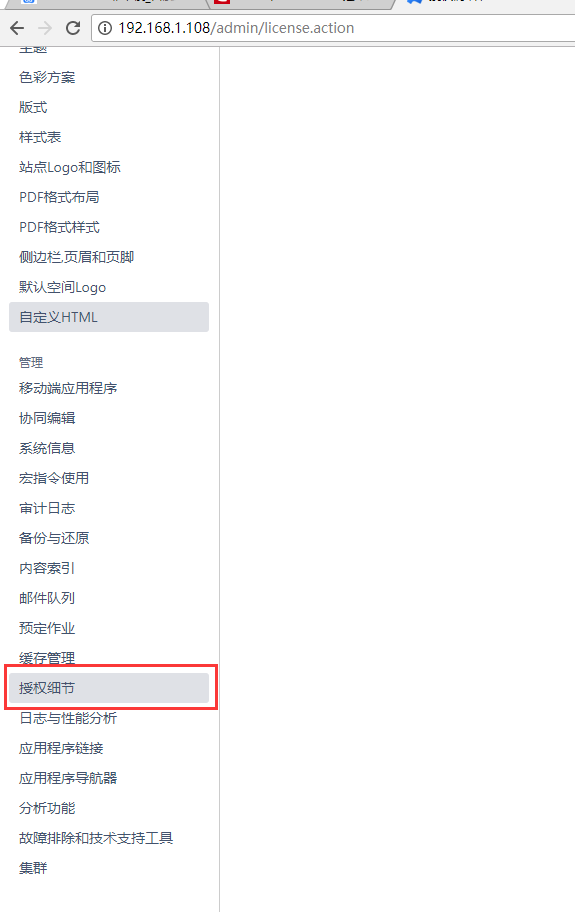 192.168.1.108/admin/license.action
主题
色彩方案
版式
样式表
站点Logo和图标
PDF格式布局
PDF格式样式
侧边栏,页眉和页脚
默认空间Logo
自定义HTML
管理
移动端应用程序
协同编辑
系统信息
宏指令使用
审计日志
备份与还原
内容索引
邮件队列
预定作业
缓存管理
授权细节
日志与性能分析
应用程序链接
应用程序导航器
分析功能
故障排除和技术支持工具
集群